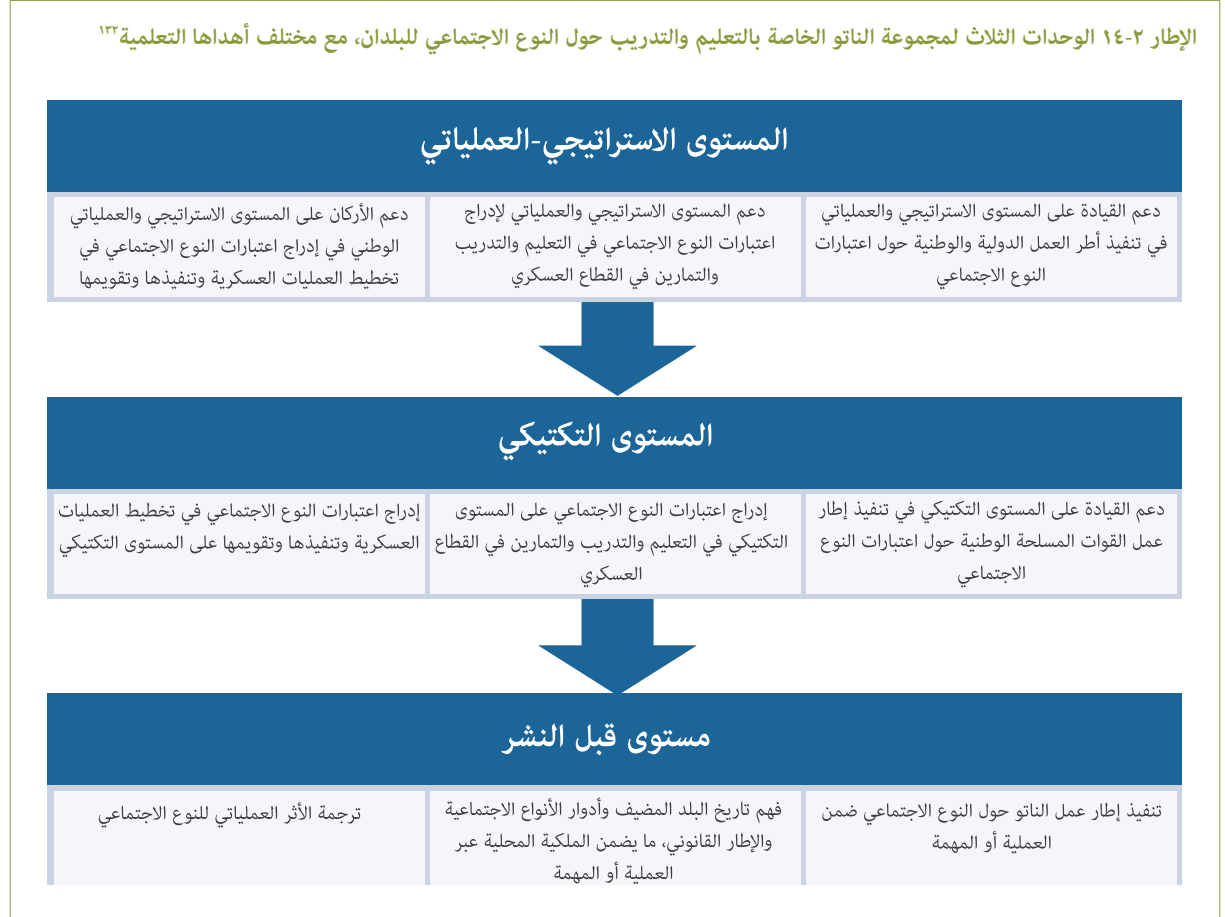 الإطار ٢-١٤ الوحدات الثلاث لمجموعة الناتو الخاصة بالتعليم والتدريب حول النوع الاجتماعي للبلدان، مع مختلف أهداها التعلمية١٣٢
المستوى الاستراتيجي-العملياتي
دعم القيادة على المستوى الاستراتيجي والعملياتي
في تنفيذ أطر العمل الدولية والوطنية حول اعتبارات
النوع الاجتماعي
دعم المستوى الاستراتيجي والعملياتي لإدراج
اعتبارات النوع الاجتماعي في التعليم والتدريب
والتمارين في القطاع العسكري
دعم الأركان على المستوى الاستراتيجي والعملياتي
الوطني في إدراج اعتبارات النوع الاجتماعي في
تخطيط العمليات العسكرية وتنفيذها وتقويمها
المستوى التكتيكي
دعم القيادة على المستوى التكتيكي في تنفيذ إطار
عمل القوات المسلحة الوطنية حول اعتبارات النوع
الاجتماعي
إدراج اعتبارات النوع الاجتماعي على المستوى
التكتيكي في التعليم والتدريب والتمارين في القطاع
العسكري
إدراج اعتبارات النوع الاجتماعي في تخطيط العمليات
العسكرية وتنفيذها وتقويمها على المستوى التكتيكي
مستوى قبل النشر
تنفيذ إطار عمل الناتو حول النوع الاجتماعي ضمن
العملية أو المهمة
فهم تاريخ البلد المضيف وأدوار الأنواع الاجتماعية
والإطار القانوني، ما يضمن الملكية المحلية عبر
العملية أو المهمة
ترجمة الأثر العملياتي للنوع الاجتماعي